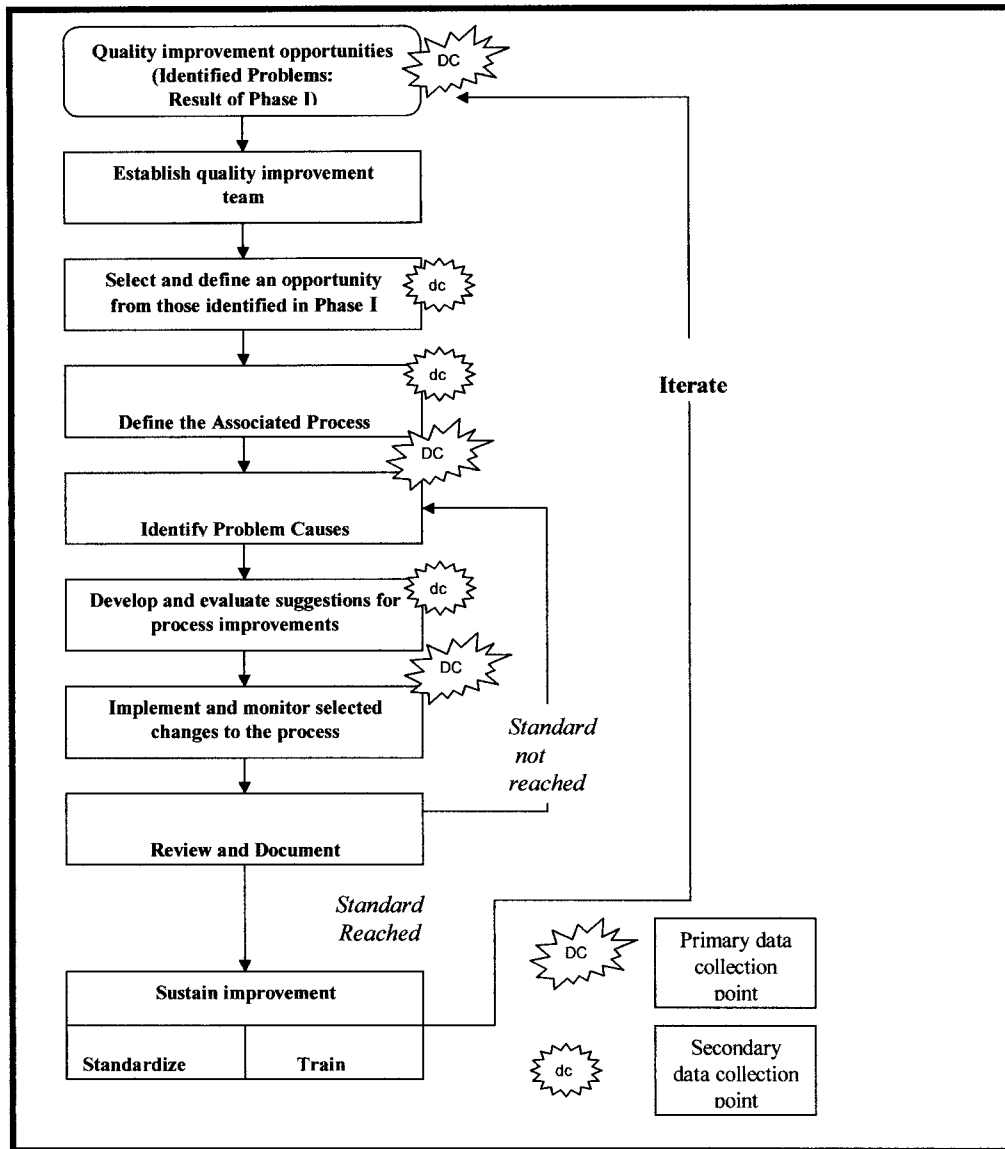 Quality improvement opportunities
(Identified Problems:
Result of Phase I)
DC
Establish quality improvement
team
Select and define an opportunity
from those identified in Phase I
dc
dc
Define the Associated Process
DC
Identify Problem Causes
Develop and evaluate suggestions for
process improvements
dc
DC
Implement and monitor selected
changes to the process
Review and Document
Standard
not
reached
Iterate
Standard
Reached
Sustain improvement
Standardize
Train
DC
Primary data
collection
point
dc
Secondary
data collection
point